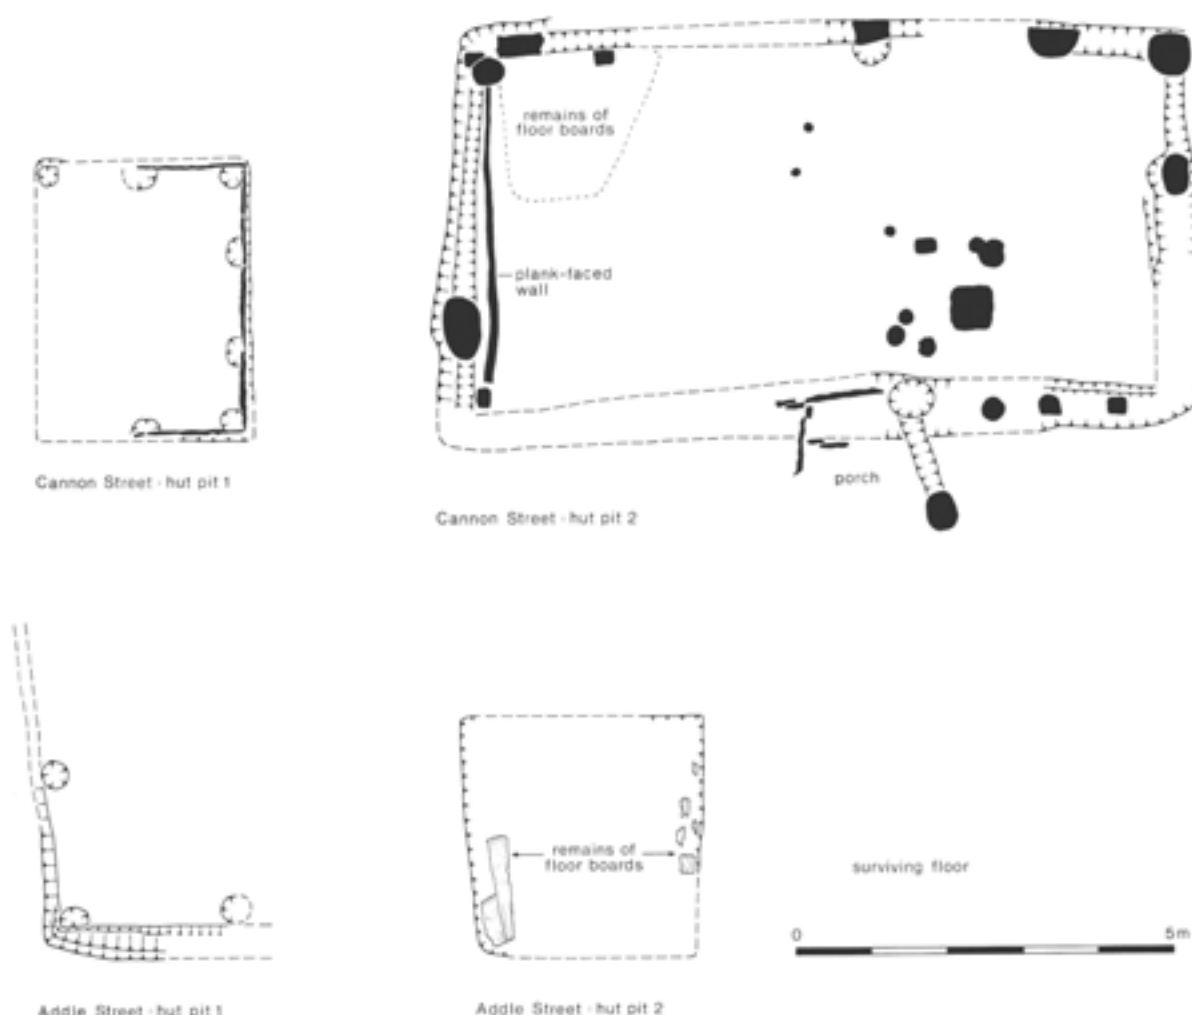 remains of
floor boards
plank-faced
wall
Cannon Street · hut pit 1
porch
Cannon Street · hut pit 2
remains of
floor boards
surviving floor
0 5m
Addle Street · hut pit 1
Addle Street · hut pit 2